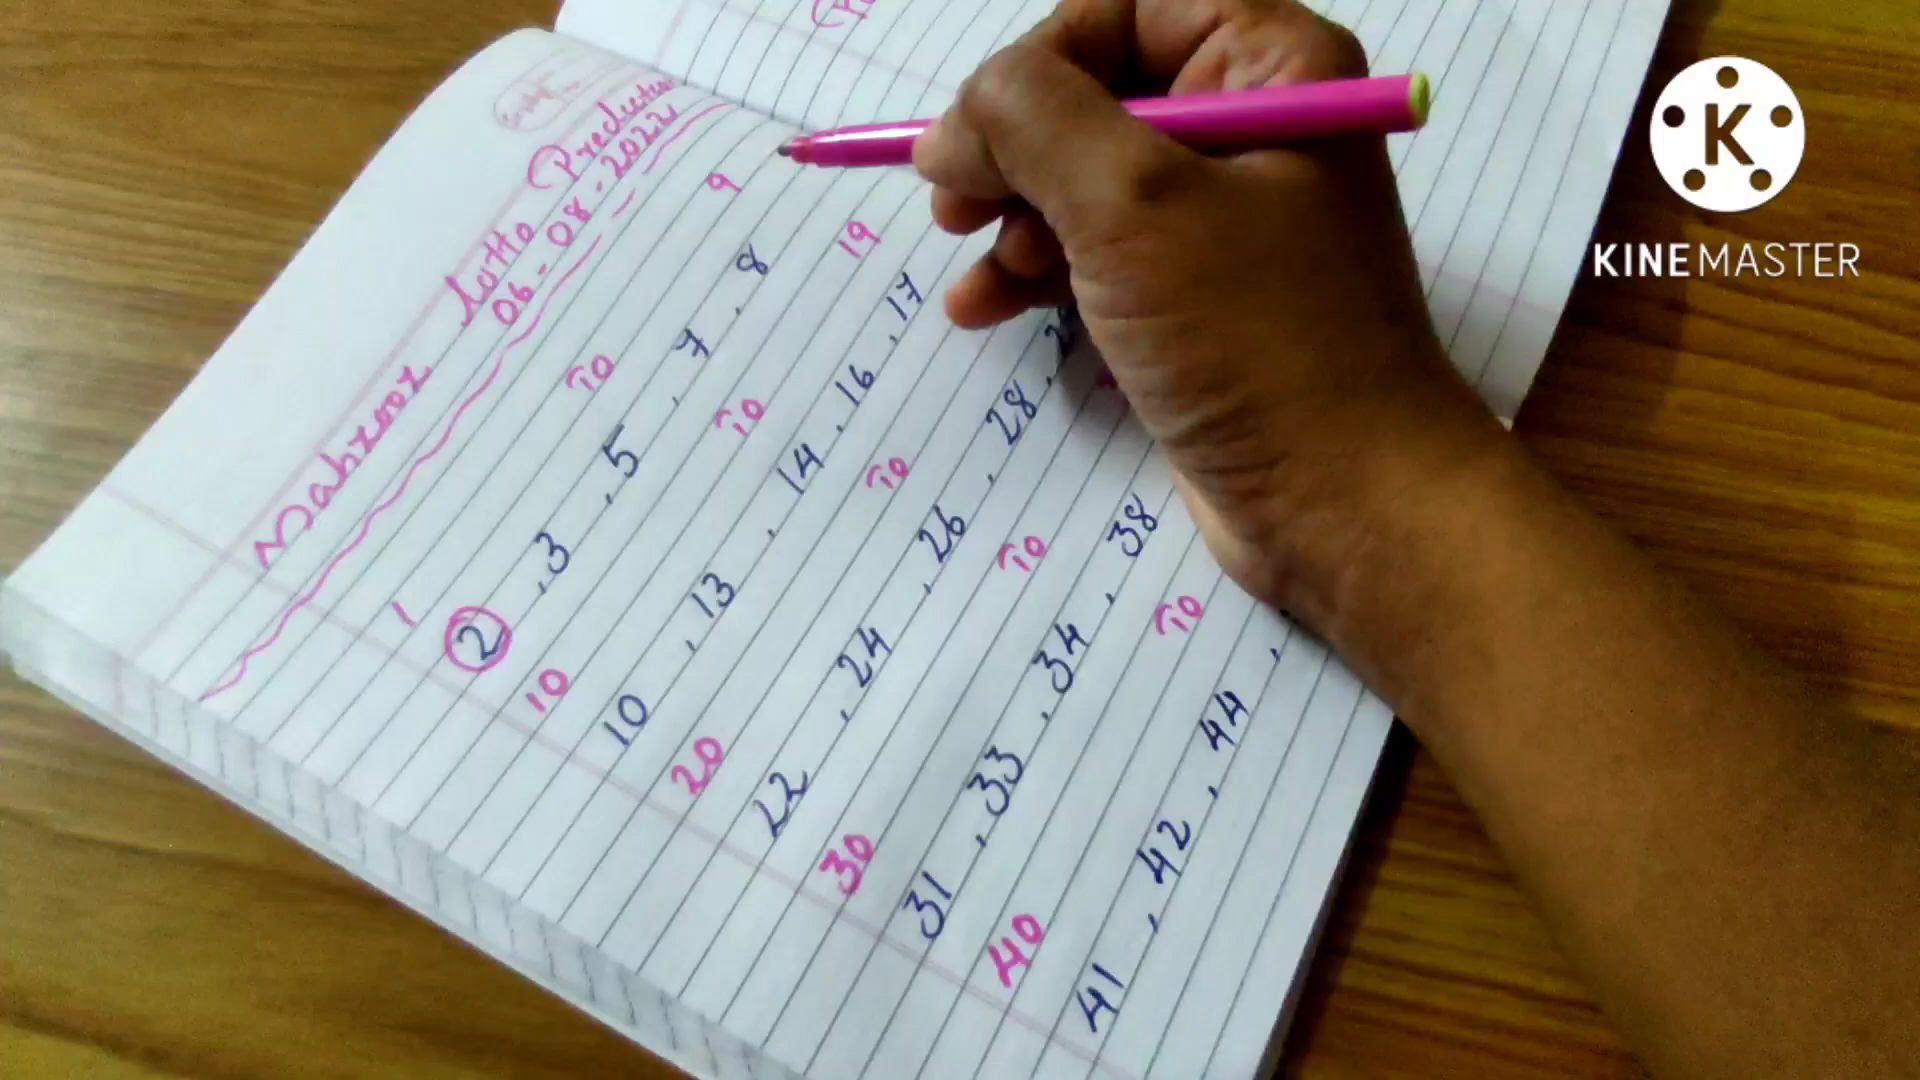 Mahzooz Lotto Prediction
06-08-2022
1 To 9
2, 3, 5, 7, 8
10 To 19
10, 13, 14, 16, 17
20 To
22, 24, 26, 28,
30 To
31, 33, 34, 38
40 To
41, 42, 44,
K
KINEMASTER